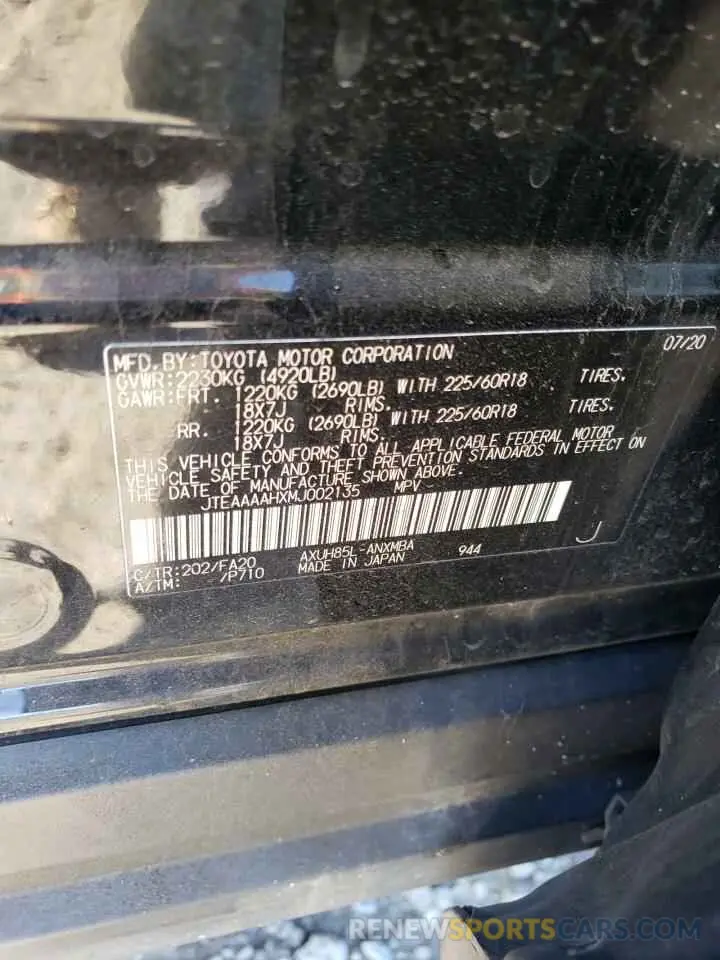 07/20
MFD. BY: TOYOTA MOTOR CORPORATION
GVWR: 2230KG (4920LB)
GAWR: FRT. 1220KG (2690LB) WITH 225/60R18 TIRES.
18X7J RIMS.
RR. 1220KG (2690LB) WITH 225/60R18 TIRES.
18X7J RIMS.
THIS VEHICLE CONFORMS TO ALL APPLICABLE FEDERAL MOTOR
VEHICLE SAFETY AND THEFT PREVENTION STANDARDS IN EFFECT ON
THE DATE OF MANUFACTURE SHOWN ABOVE.
JTEAAAAHXMJ002135 MPV
C/TR: 202/FA20 AXUH85L-ANXMBA 944 J
A/TM: /P710 MADE IN JAPAN
RENEWSPORTSCARS.COM